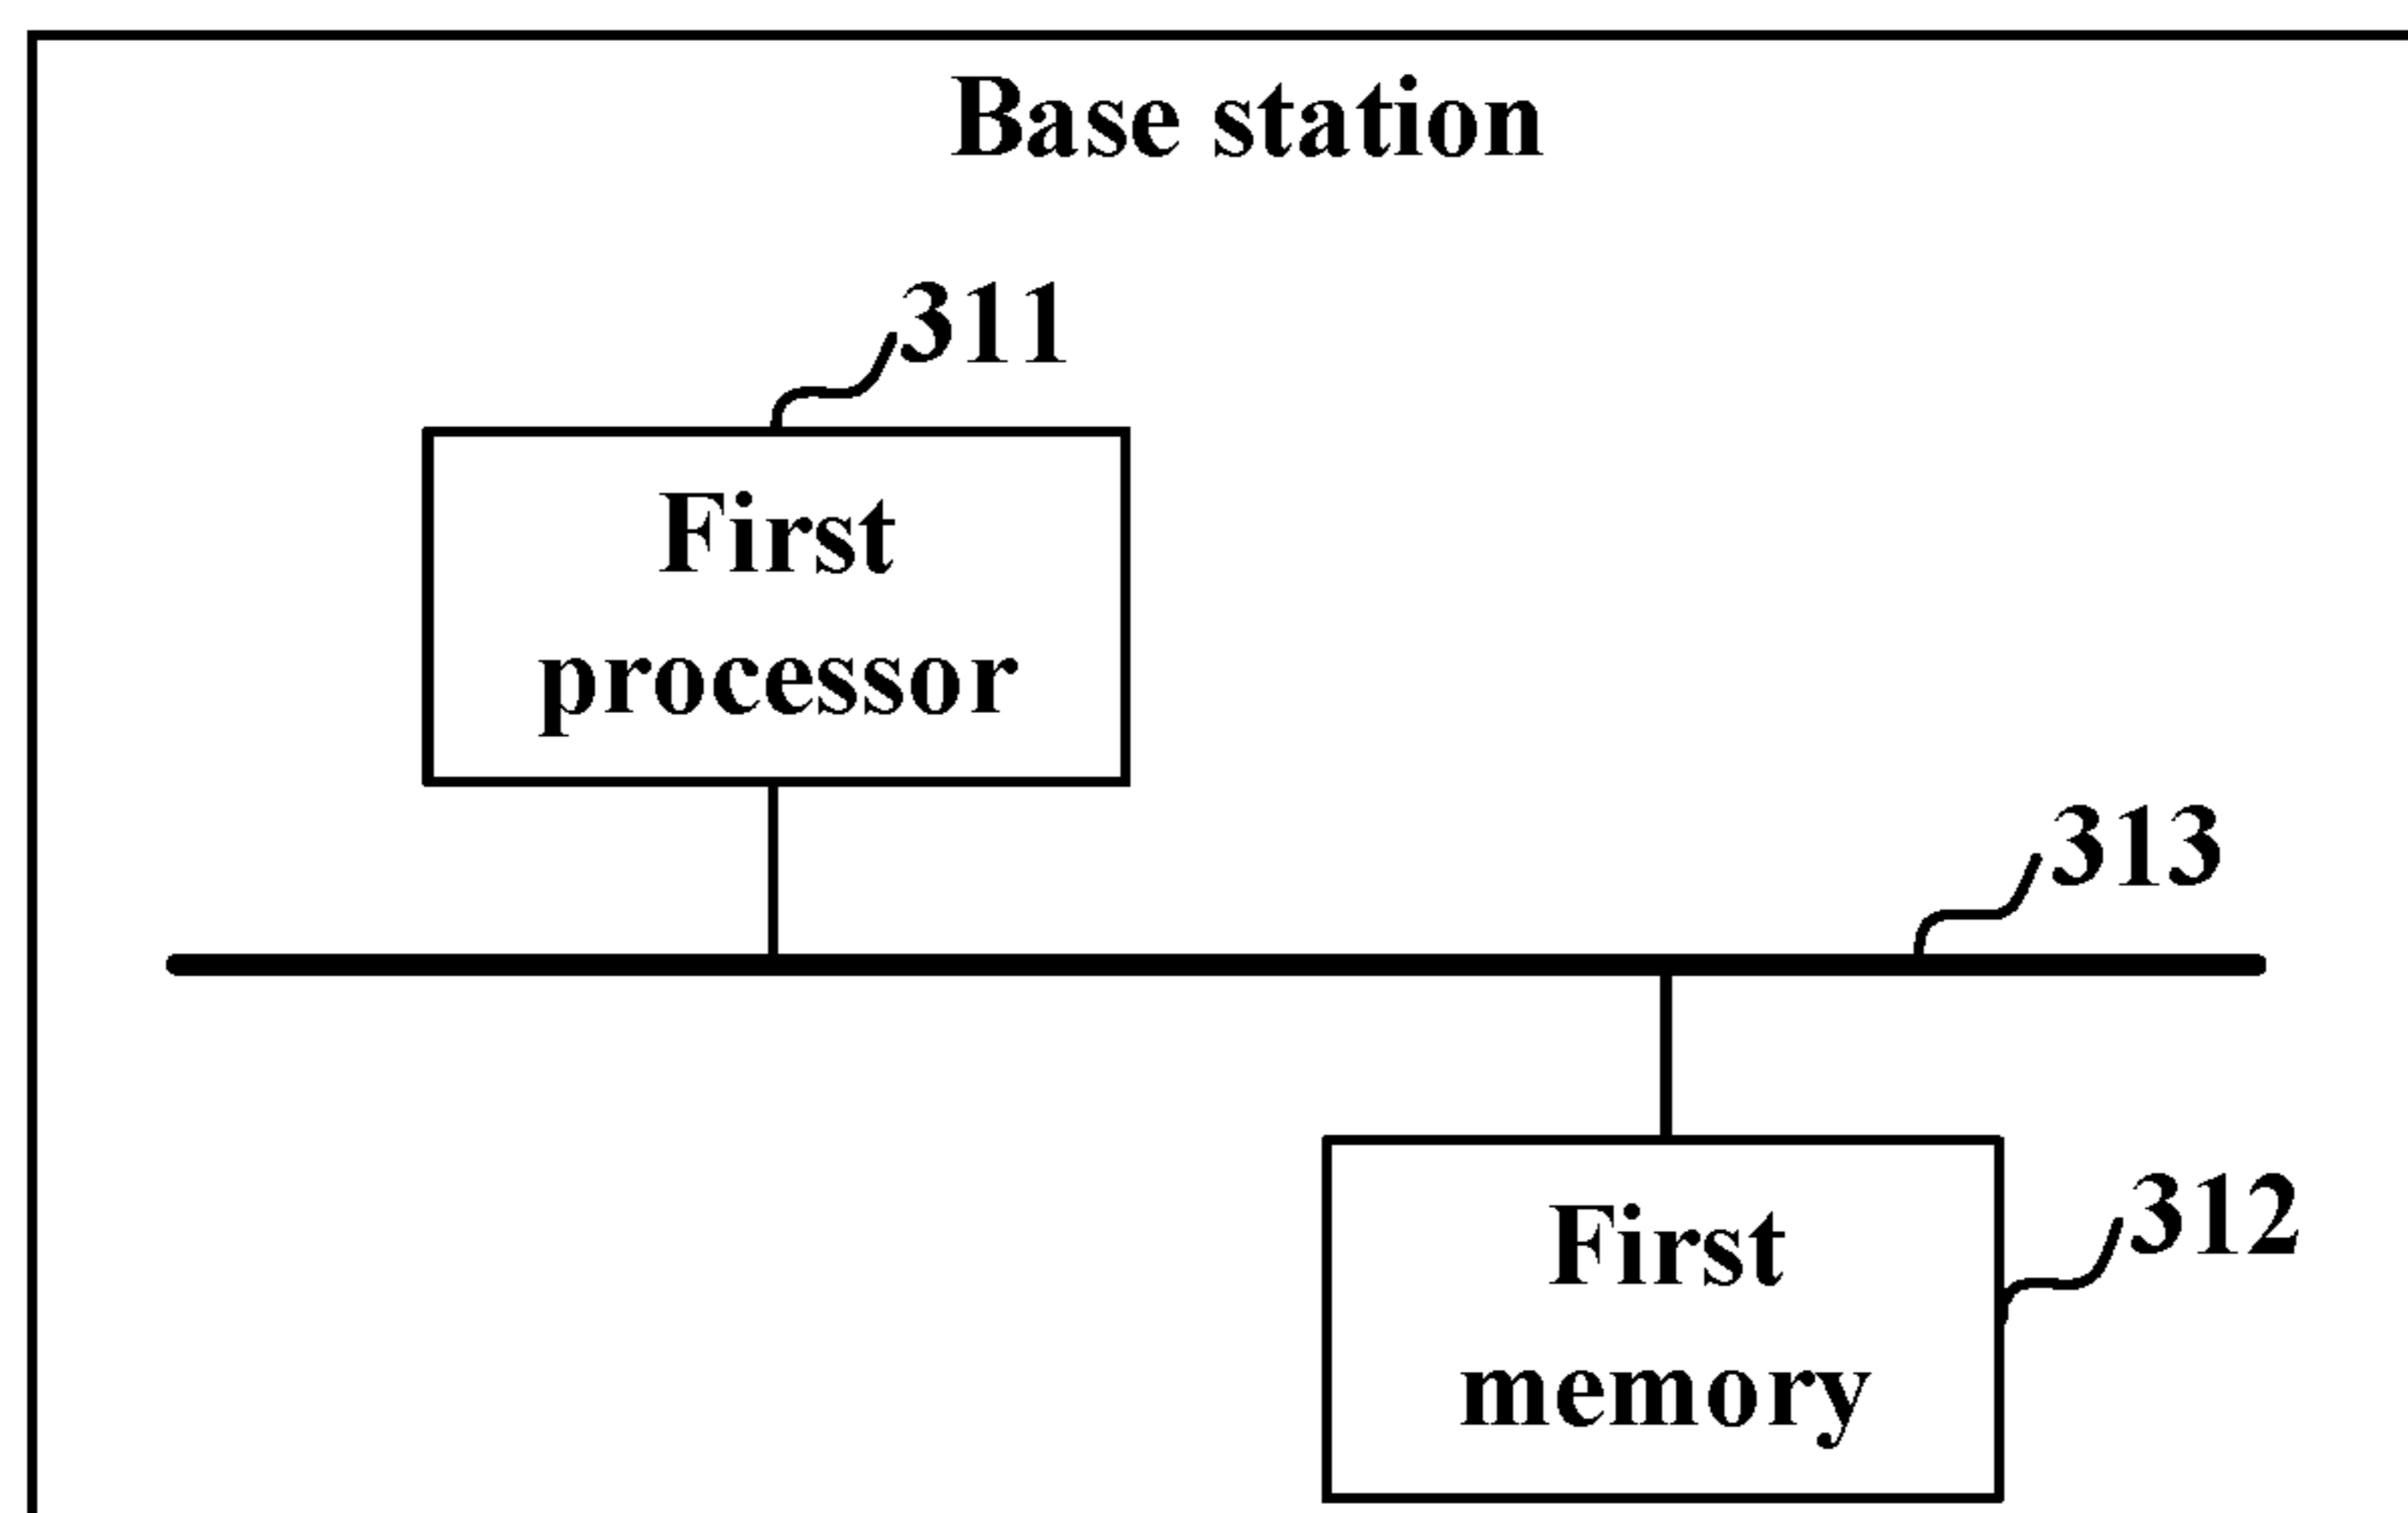 Base station
311
First
processor
313
312
First
memory